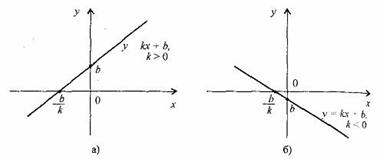 y
y kx + b,
k > 0
b
b
k
0
x
а)
y
0
b
k
b
x
y = kx + b,
k < 0
б)